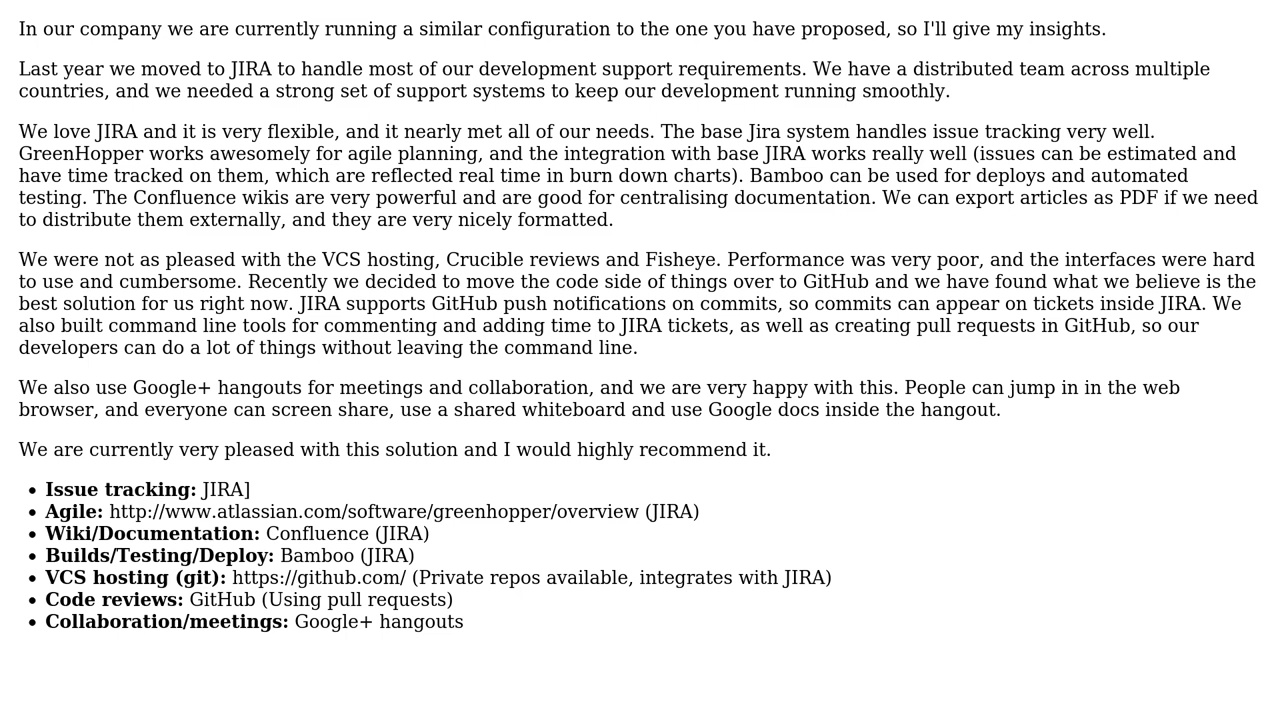 In our company we are currently running a similar configuration to the one you have proposed, so I'll give my insights.
Last year we moved to JIRA to handle most of our development support requirements. We have a distributed team across multiple
countries, and we needed a strong set of support systems to keep our development running smoothly.
We love JIRA and it is very flexible, and it nearly met all of our needs. The base Jira system handles issue tracking very well.
GreenHopper works awesomely for agile planning, and the integration with base JIRA works really well (issues can be estimated and
have time tracked on them, which are reflected real time in burn down charts). Bamboo can be used for deploys and automated
testing. The Confluence wikis are very powerful and are good for centralising documentation. We can export articles as PDF if we need
to distribute them externally, and they are very nicely formatted.
We were not as pleased with the VCS hosting, Crucible reviews and Fisheye. Performance was very poor, and the interfaces were hard
to use and cumbersome. Recently we decided to move the code side of things over to GitHub and we have found what we believe is the
best solution for us right now. JIRA supports GitHub push notifications on commits, so commits can appear on tickets inside JIRA. We
also built command line tools for commenting and adding time to JIRA tickets, as well as creating pull requests in GitHub, so our
developers can do a lot of things without leaving the command line.
We also use Google+ hangouts for meetings and collaboration, and we are very happy with this. People can jump in in the web
browser, and everyone can screen share, use a shared whiteboard and use Google docs inside the hangout.
We are currently very pleased with this solution and I would highly recommend it.
• Issue tracking: JIRA]
• Agile: http://www.atlassian.com/software/greenhopper/overview (JIRA)
• Wiki/Documentation: Confluence (JIRA)
• Builds/Testing/Deploy: Bamboo (JIRA)
• VCS hosting (git): https://github.com/ (Private repos available, integrates with JIRA)
• Code reviews: GitHub (Using pull requests)
• Collaboration/meetings: Google+ hangouts